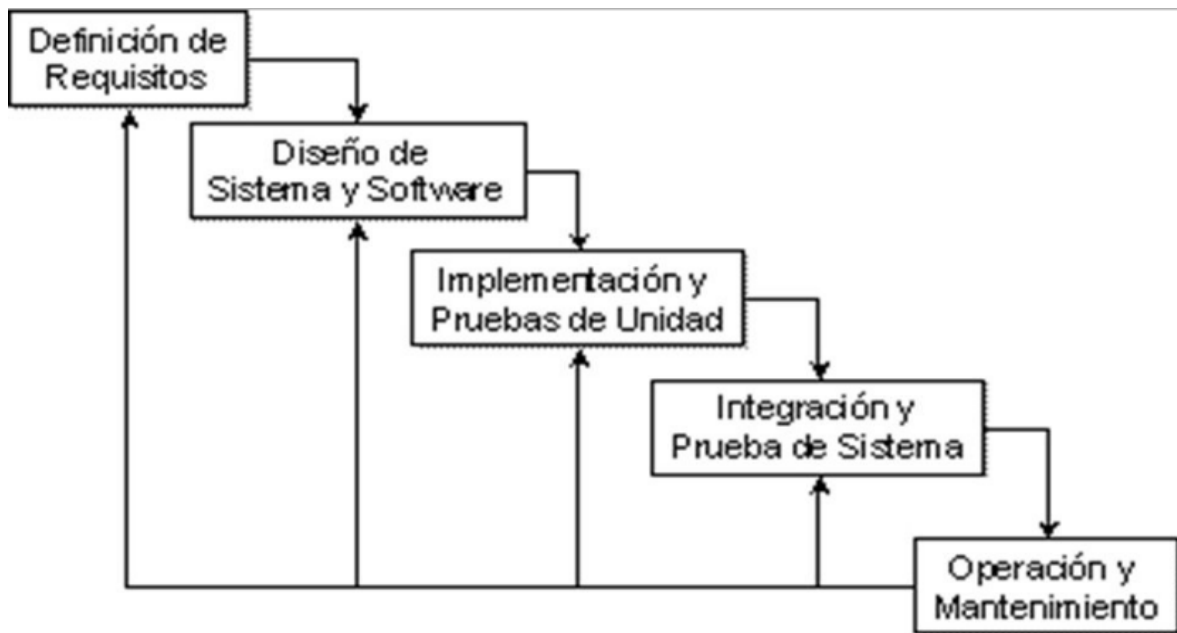 Definición de
Requisitos
Diseño de
Sistema y Software
Implementación y
Pruebas de Unidad
Integración y
Prueba de Sistema
Operación y
Mantenimiento